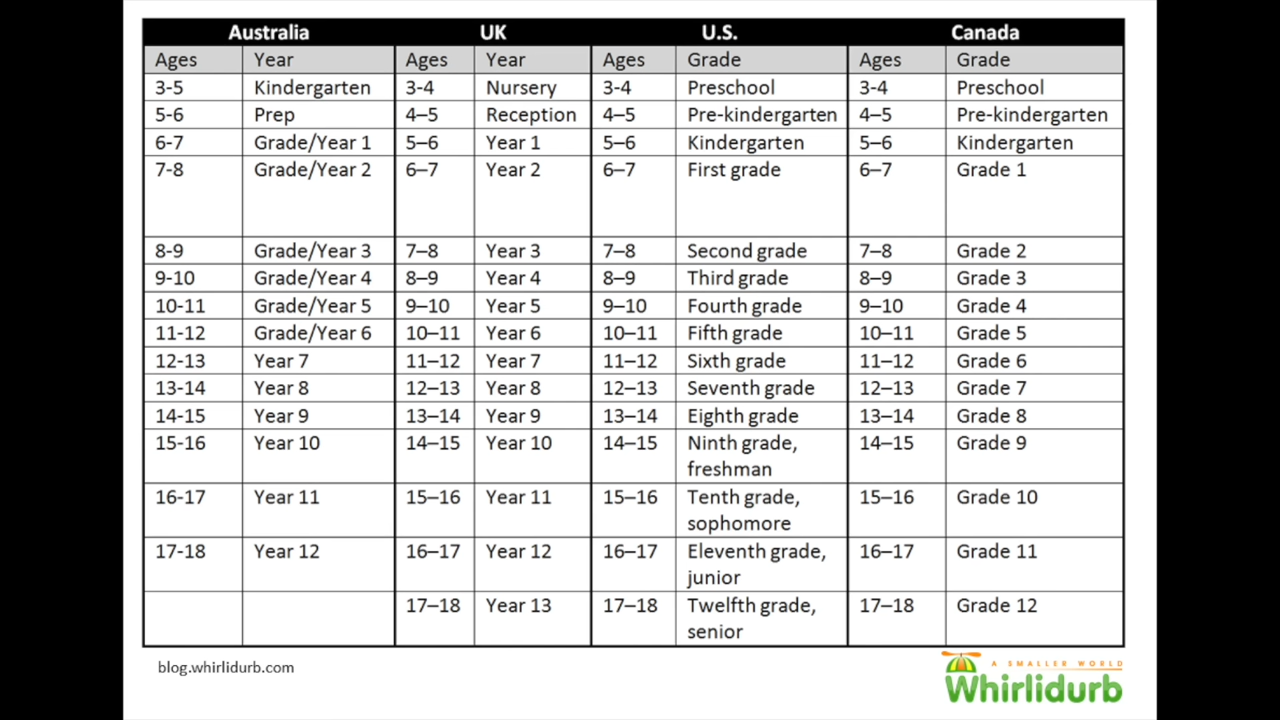 Australia UK U.S. Canada
Ages Year Ages Year Ages Grade Ages Grade
3-5 Kindergarten 3-4 Nursery 3-4 Preschool 3-4 Preschool
5-6 Prep 4–5 Reception 4–5 Pre-kindergarten 4–5 Pre-kindergarten
6-7 Grade/Year 1 5–6 Year 1 5–6 Kindergarten 5–6 Kindergarten
7-8 Grade/Year 2 6–7 Year 2 6–7 First grade 6–7 Grade 1
8-9 Grade/Year 3 7–8 Year 3 7–8 Second grade 7–8 Grade 2
9-10 Grade/Year 4 8–9 Year 4 8–9 Third grade 8–9 Grade 3
10-11 Grade/Year 5 9–10 Year 5 9–10 Fourth grade 9–10 Grade 4
11-12 Grade/Year 6 10–11 Year 6 10–11 Fifth grade 10–11 Grade 5
12-13 Year 7 11–12 Year 7 11–12 Sixth grade 11–12 Grade 6
13-14 Year 8 12–13 Year 8 12–13 Seventh grade 12–13 Grade 7
14-15 Year 9 13–14 Year 9 13–14 Eighth grade 13–14 Grade 8
15-16 Year 10 14–15 Year 10 14–15 Ninth grade, 14–15 Grade 9
freshman
16-17 Year 11 15–16 Year 11 15–16 Tenth grade, 15–16 Grade 10
sophomore
17-18 Year 12 16–17 Year 12 16–17 Eleventh grade, 16–17 Grade 11
junior
17–18 Year 13 17–18 Twelfth grade, 17–18 Grade 12
senior
blog.whirlidurb.com
A SMALLER WORLD
Whirlidurb